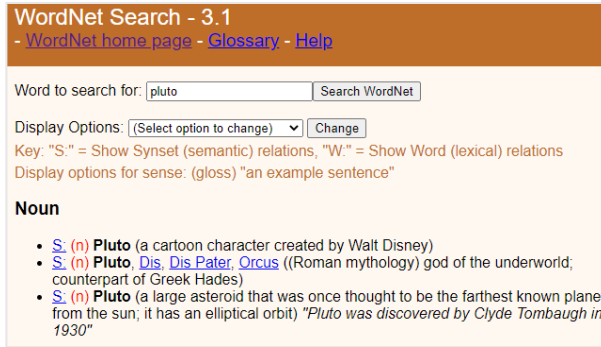 WordNet Search - 3.1
- WordNet home page - Glossary - Help
Word to search for: pluto Search WordNet
Display Options: (Select option to change) Change
Key: "S:" = Show Synset (semantic) relations, "W:" = Show Word (lexical) relations
Display options for sense: (gloss) "an example sentence"
Noun
• S: (n) Pluto (a cartoon character created by Walt Disney)
• S: (n) Pluto, Dis, Dis Pater, Orcus ((Roman mythology) god of the underworld;
counterpart of Greek Hades)
• S: (n) Pluto (a large asteroid that was once thought to be the farthest known plane
from the sun; it has an elliptical orbit) "Pluto was discovered by Clyde Tombaugh in
1930"